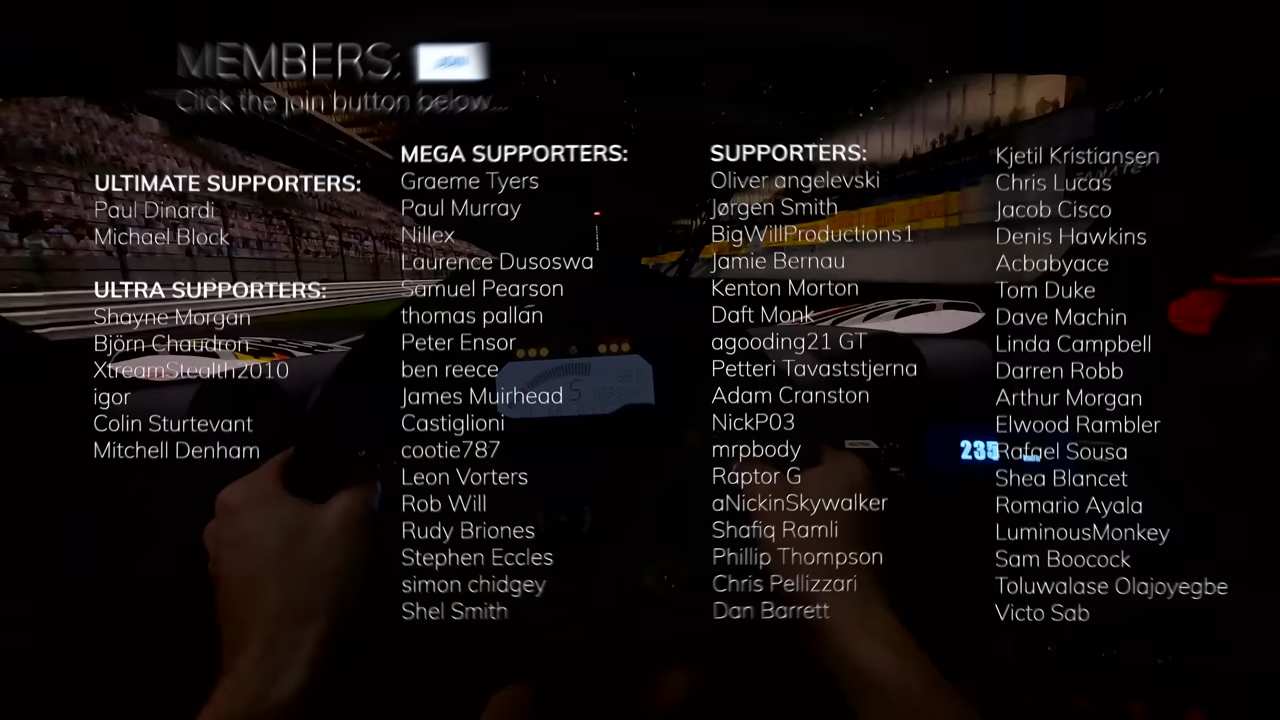 MEMBERS:
Click the join button below...
ULTIMATE SUPPORTERS:
Paul Dinardi
Michael Block
ULTRA SUPPORTERS:
Shayne Morgan
Björn Chaudron
XtreamStealth2010
igor
Colin Sturtevant
Mitchell Denham
MEGA SUPPORTERS:
Graeme Tyers
Paul Murray
Nillex
Laurence Dusoswa
Samuel Pearson
thomas pallän
Peter Ensor
ben reece
James Muirhead
Castiglioni
cootie787
Leon Vorters
Rob Will
Rudy Briones
Stephen Eccles
simon chidgey
Shel Smith
SUPPORTERS:
Oliver angelevski
Jørgen Smith
BigWillProductions1
Jamie Bernau
Kenton Morton
Daft Monk
agooding21 GT
Petteri Tavaststjerna
Adam Cranston
NickP03
mrpbody
Raptor G
aNickinSkywalker
Shafiq Ramli
Phillip Thompson
Chris Pellizzari
Dan Barrett
Kjetil Kristiansen
Chris Lucas
Jacob Cisco
Denis Hawkins
Acbabyace
Tom Duke
Dave Machin
Linda Campbell
Darren Robb
Arthur Morgan
Elwood Rambler
Rafael Sousa
Shea Blancet
Romario Ayala
LuminousMonkey
Sam Boocock
Toluwalase Olajoyegbe
Victo Sab
FANATE
5
235